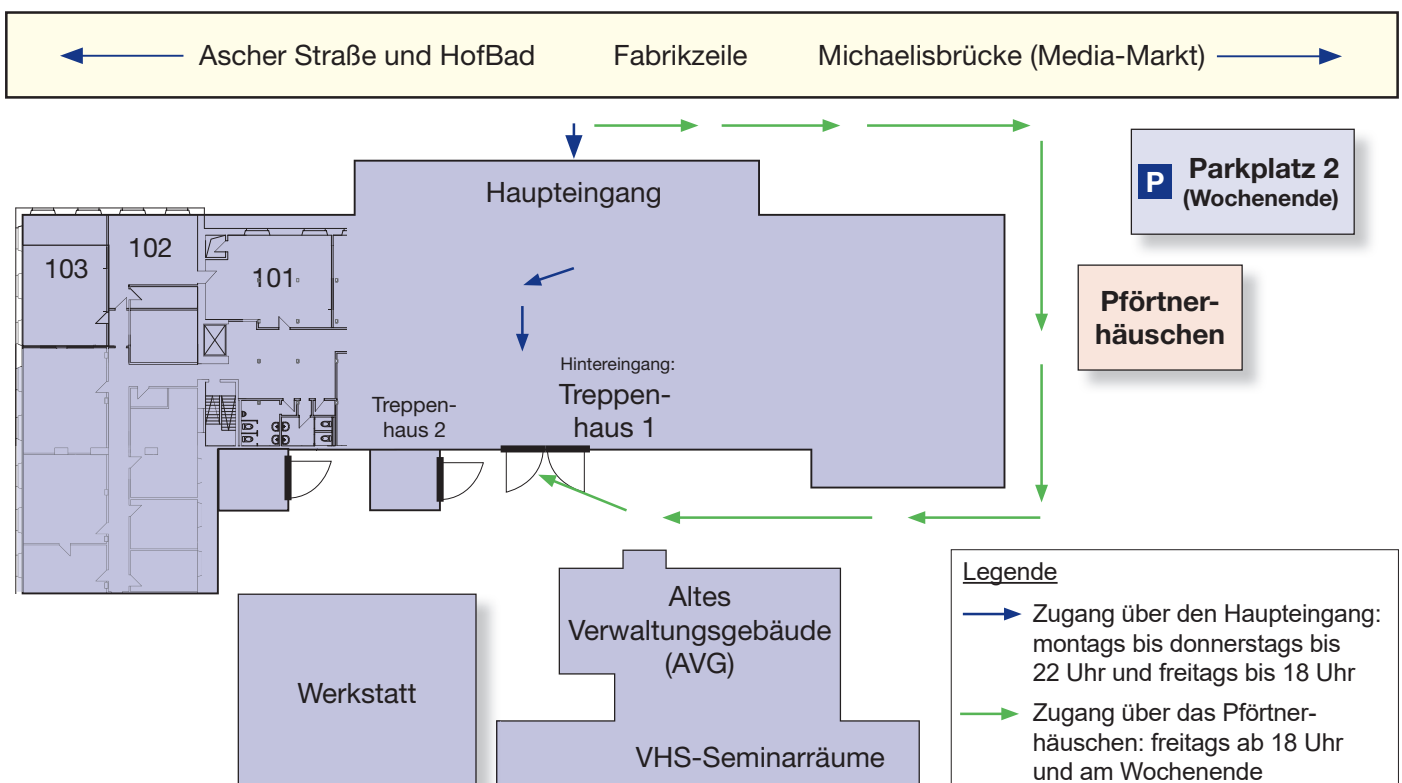 Ascher Straße und HofBad
Fabrikzeile
Michaelisbrücke (Media-Markt)
P
Parkplatz 2
(Wochenende)
Haupteingang
103
102
101
Pförtner-
häuschen
Hintereingang:
Treppen-
haus 1
Treppen-
haus 2
Altes
Verwaltungsgebäude
(AVG)
Werkstatt
VHS-Seminarräume
Legende
Zugang über den Haupteingang:
montags bis donnerstags bis
22 Uhr und freitags bis 18 Uhr
Zugang über das Pförtner-
häuschen: freitags ab 18 Uhr
und am Wochenende